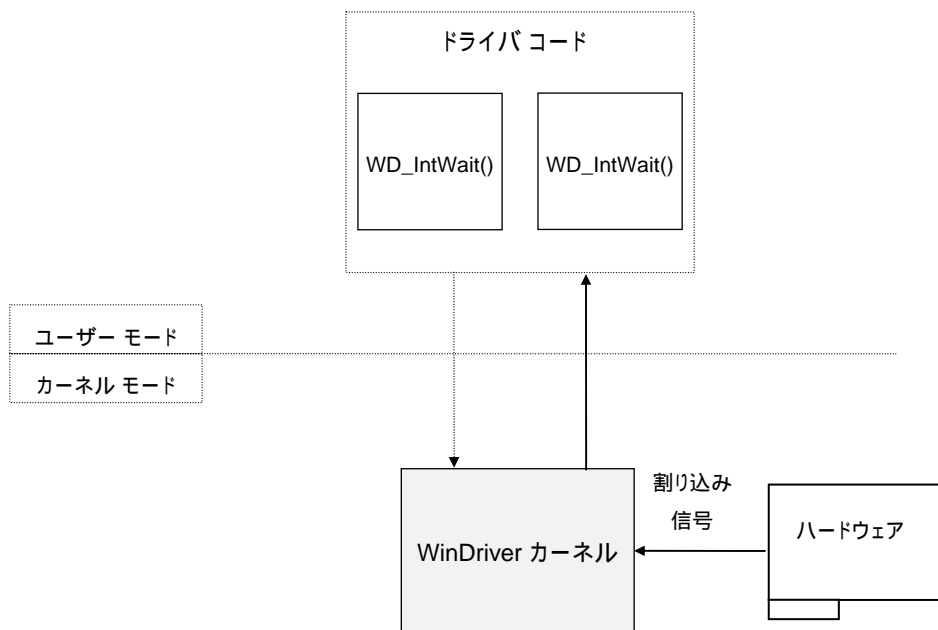 ドライバ コード
WD_IntWait()
WD_IntWait()
ユーザー モード
カーネル モード
割り込み
信号
ハードウェア
WinDriver カーネル